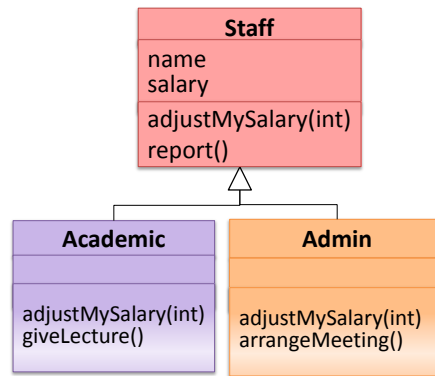 Staff
name
salary
adjustMySalary(int)
report()
Academic
adjustMySalary(int)
giveLecture()
Admin
adjustMySalary(int)
arrangeMeeting()